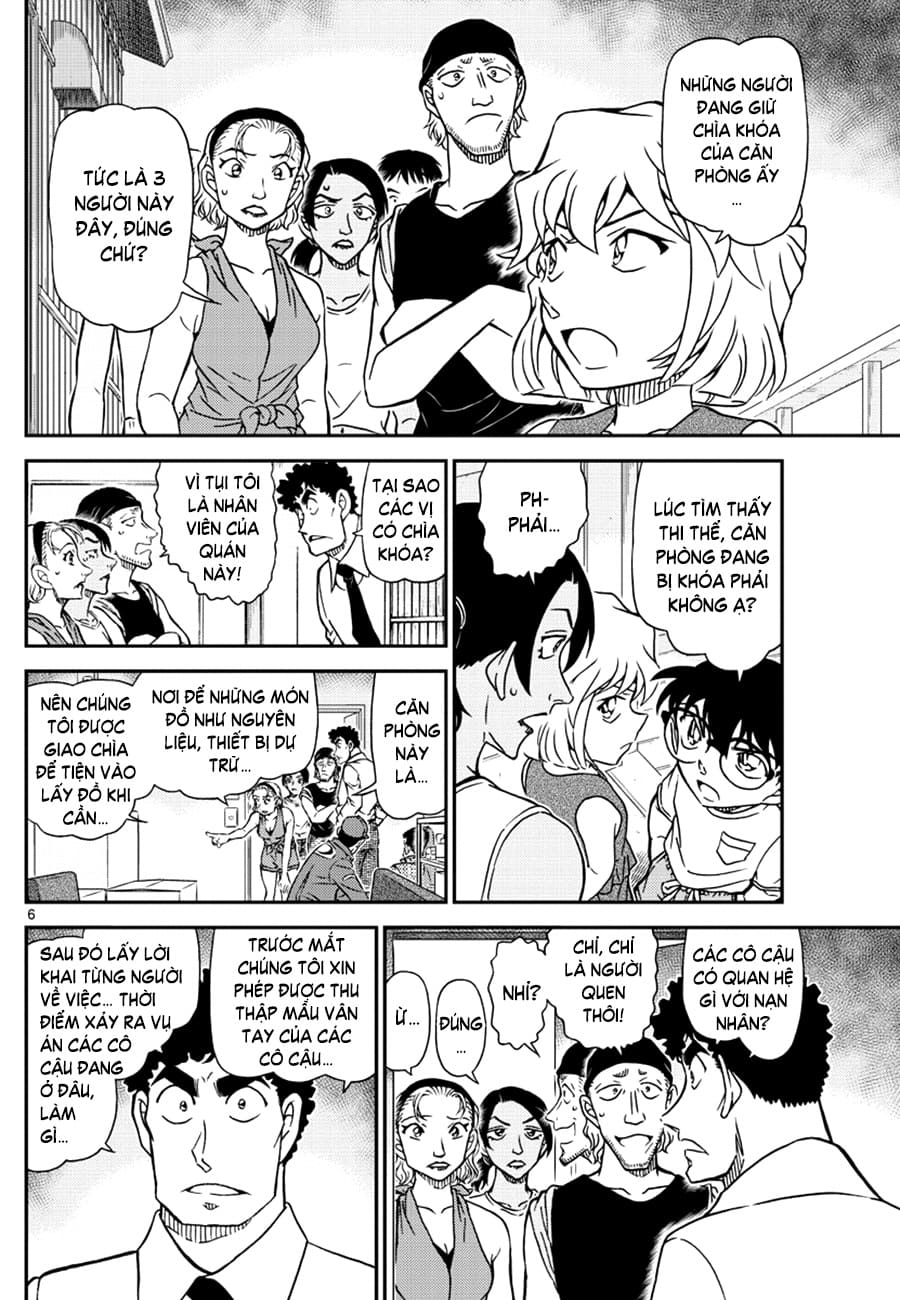 NHỮNG NGƯỜI
ĐANG GIỮ
CHÌA KHÓA
CỦA CĂN
PHÒNG ẤY
...
TỨC LÀ 3
NGƯỜI NÀY
ĐÂY, ĐÚNG
CHỨ?
LÚC TÌM THẤY
THI THỂ, CĂN
PHÒNG ĐANG
BỊ KHÓA PHẢI
KHÔNG Ạ?
PH-
PHẢI...
TẠI SAO
CÁC VỊ
CÓ CHÌA
KHÓA?
VÌ TỤI TÔI
LÀ NHÂN
VIÊN CỦA
QUÁN
NÀY!
CĂN
PHÒNG
NÀY
LÀ...
NƠI ĐỂ NHỮNG MÓN
ĐỒ NHƯ NGUYÊN
LIỆU, THIẾT BỊ DỰ
TRỮ...
NÊN CHÚNG
TÔI ĐƯỢC
GIAO CHÌA
ĐỂ TIỆN VÀO
LẤY ĐỒ KHI
CẦN...
6
CÁC CÔ CẬU
CÓ QUAN HỆ
GÌ VỚI NẠN
NHÂN?
CHỈ, CHỈ
LÀ NGƯỜI
QUEN
THÔI!
NHỈ?
ĐÚNG
...
Ừ...
TRƯỚC MẮT
CHÚNG TÔI XIN
PHÉP ĐƯỢC THU
THẬP MẪU VÂN
TAY CỦA CÁC
CÔ CẬU...
SAU ĐÓ LẤY LỜI
KHAI TỪNG NGƯỜI
VỀ VIỆC... THỜI
ĐIỂM XẢY RA VỤ
ÁN CÁC CÔ
CẬU ĐANG
Ở ĐÂU,
LÀM
GÌ...